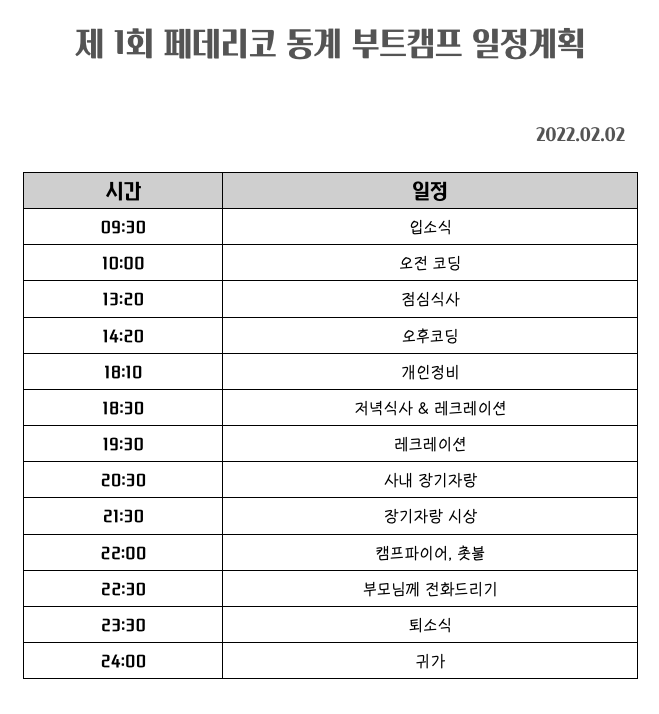 제 1회 페데리코 동계 부트캠프 일정계획
2022.02.02
시간 일정
09:30 입소식
10:00 오전 코딩
13:20 점심식사
14:20 오후코딩
18:10 개인정비
18:30 저녁식사 & 레크레이션
19:30 레크레이션
20:30 사내 장기자랑
21:30 장기자랑 시상
22:00 캠프파이어, 촛불
22:30 부모님께 전화드리기
23:30 퇴소식
24:00 귀가